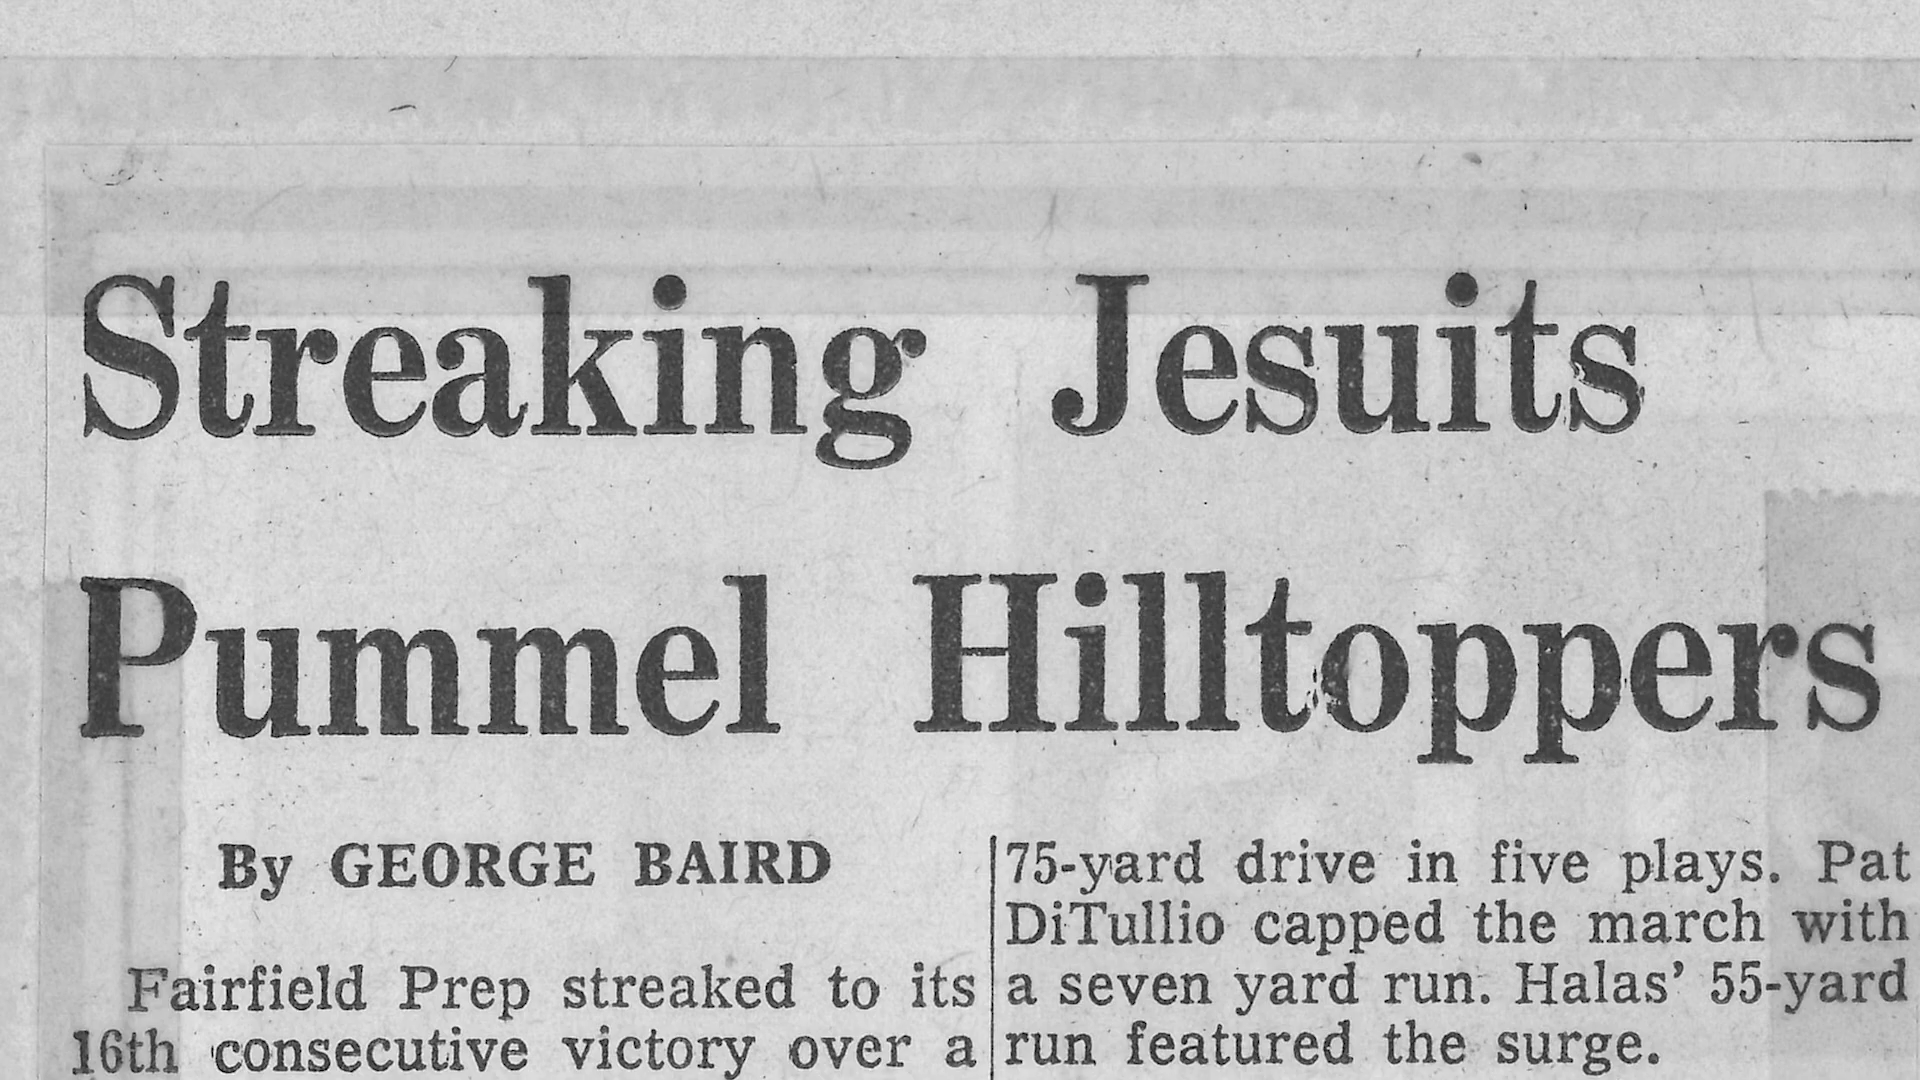 Streaking Jesuits
Pummel Hilltoppers
By GEORGE BAIRD
Fairfield Prep streaked to its
16th consecutive victory over a
75-yard drive in five plays. Pat
DiTullio capped the march with
a seven yard run. Halas’ 55-yard
run featured the surge.